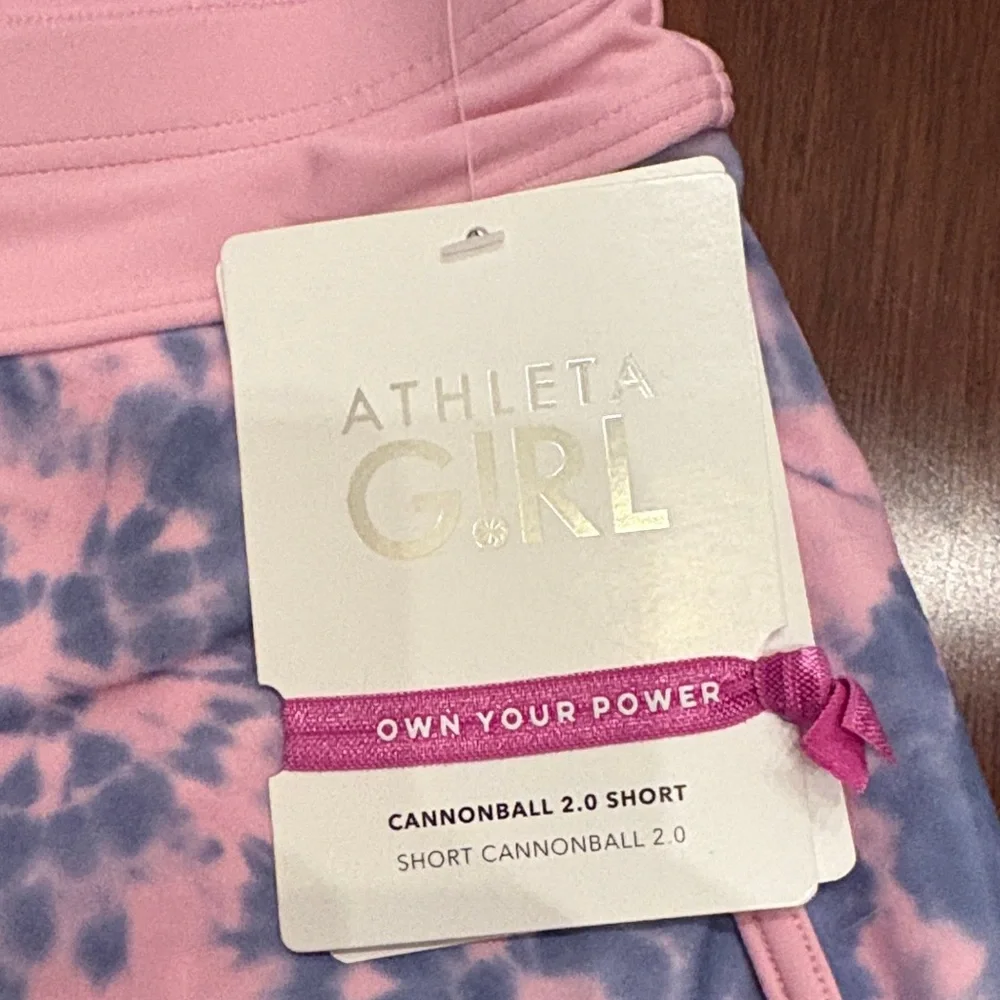 ATHLETA
G!RL
OWN YOUR POWER
CANNONBALL 2.0 SHORT
SHORT CANNONBALL 2.0